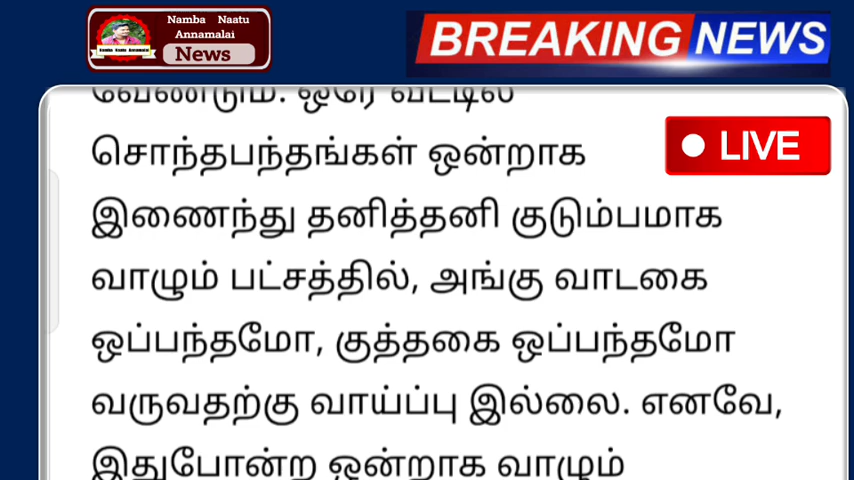 Namba Naatu
Annamalai
News
BREAKING NEWS
வேண்டும். ஒரே வீட்டில்
LIVE
சொந்தபந்தங்கள் ஒன்றாக
இணைந்து தனித்தனி குடும்பமாக
வாழும் பட்சத்தில், அங்கு வாடகை
ஒப்பந்தமோ, குத்தகை ஒப்பந்தமோ
வருவதற்கு வாய்ப்பு இல்லை. எனவே,
இதுபோன்ற ஒன்றாக வாழும்